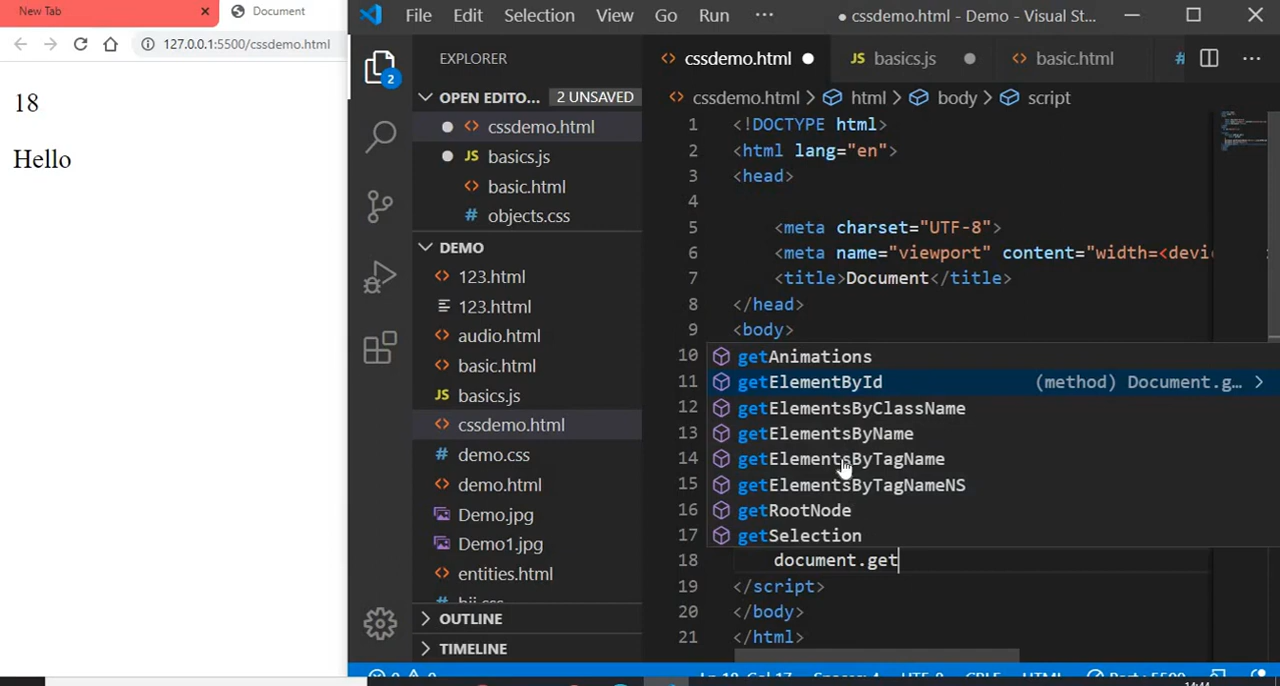 New Tab
Document
127.0.0.1:5500/cssdemo.html
18
Hello
File Edit Selection View Go Run ···
● cssdemo.html - Demo - Visual St...
EXPLORER
OPEN EDITO... 2 UNSAVED
cssdemo.html
basics.js
basic.html
objects.css
2
DEMO
123.html
123.httml
audio.html
basic.html
basics.js
cssdemo.html
demo.css
demo.html
Demo.jpg
Demo1.jpg
entities.html
OUTLINE
TIMELINE
cssdemo.html
basics.js
basic.html
cssdemo.html > html > body > script
1 <!DOCTYPE html>
2 <html lang="en">
3 <head>
4
5 <meta charset="UTF-8">
6 <meta name="viewport" content="width=<devi
7 <title>Document</title>
8 </head>
9 <body>
10 getAnimations
11 getElementById (method) Document.g...
12 getElementsByClassName
13 getElementsByName
14 getElementsByTagName
15 getElementsByTagNameNS
16 getRootNode
17 getSelection
18 document.get
19 </script>
20 </body>
21 </html>